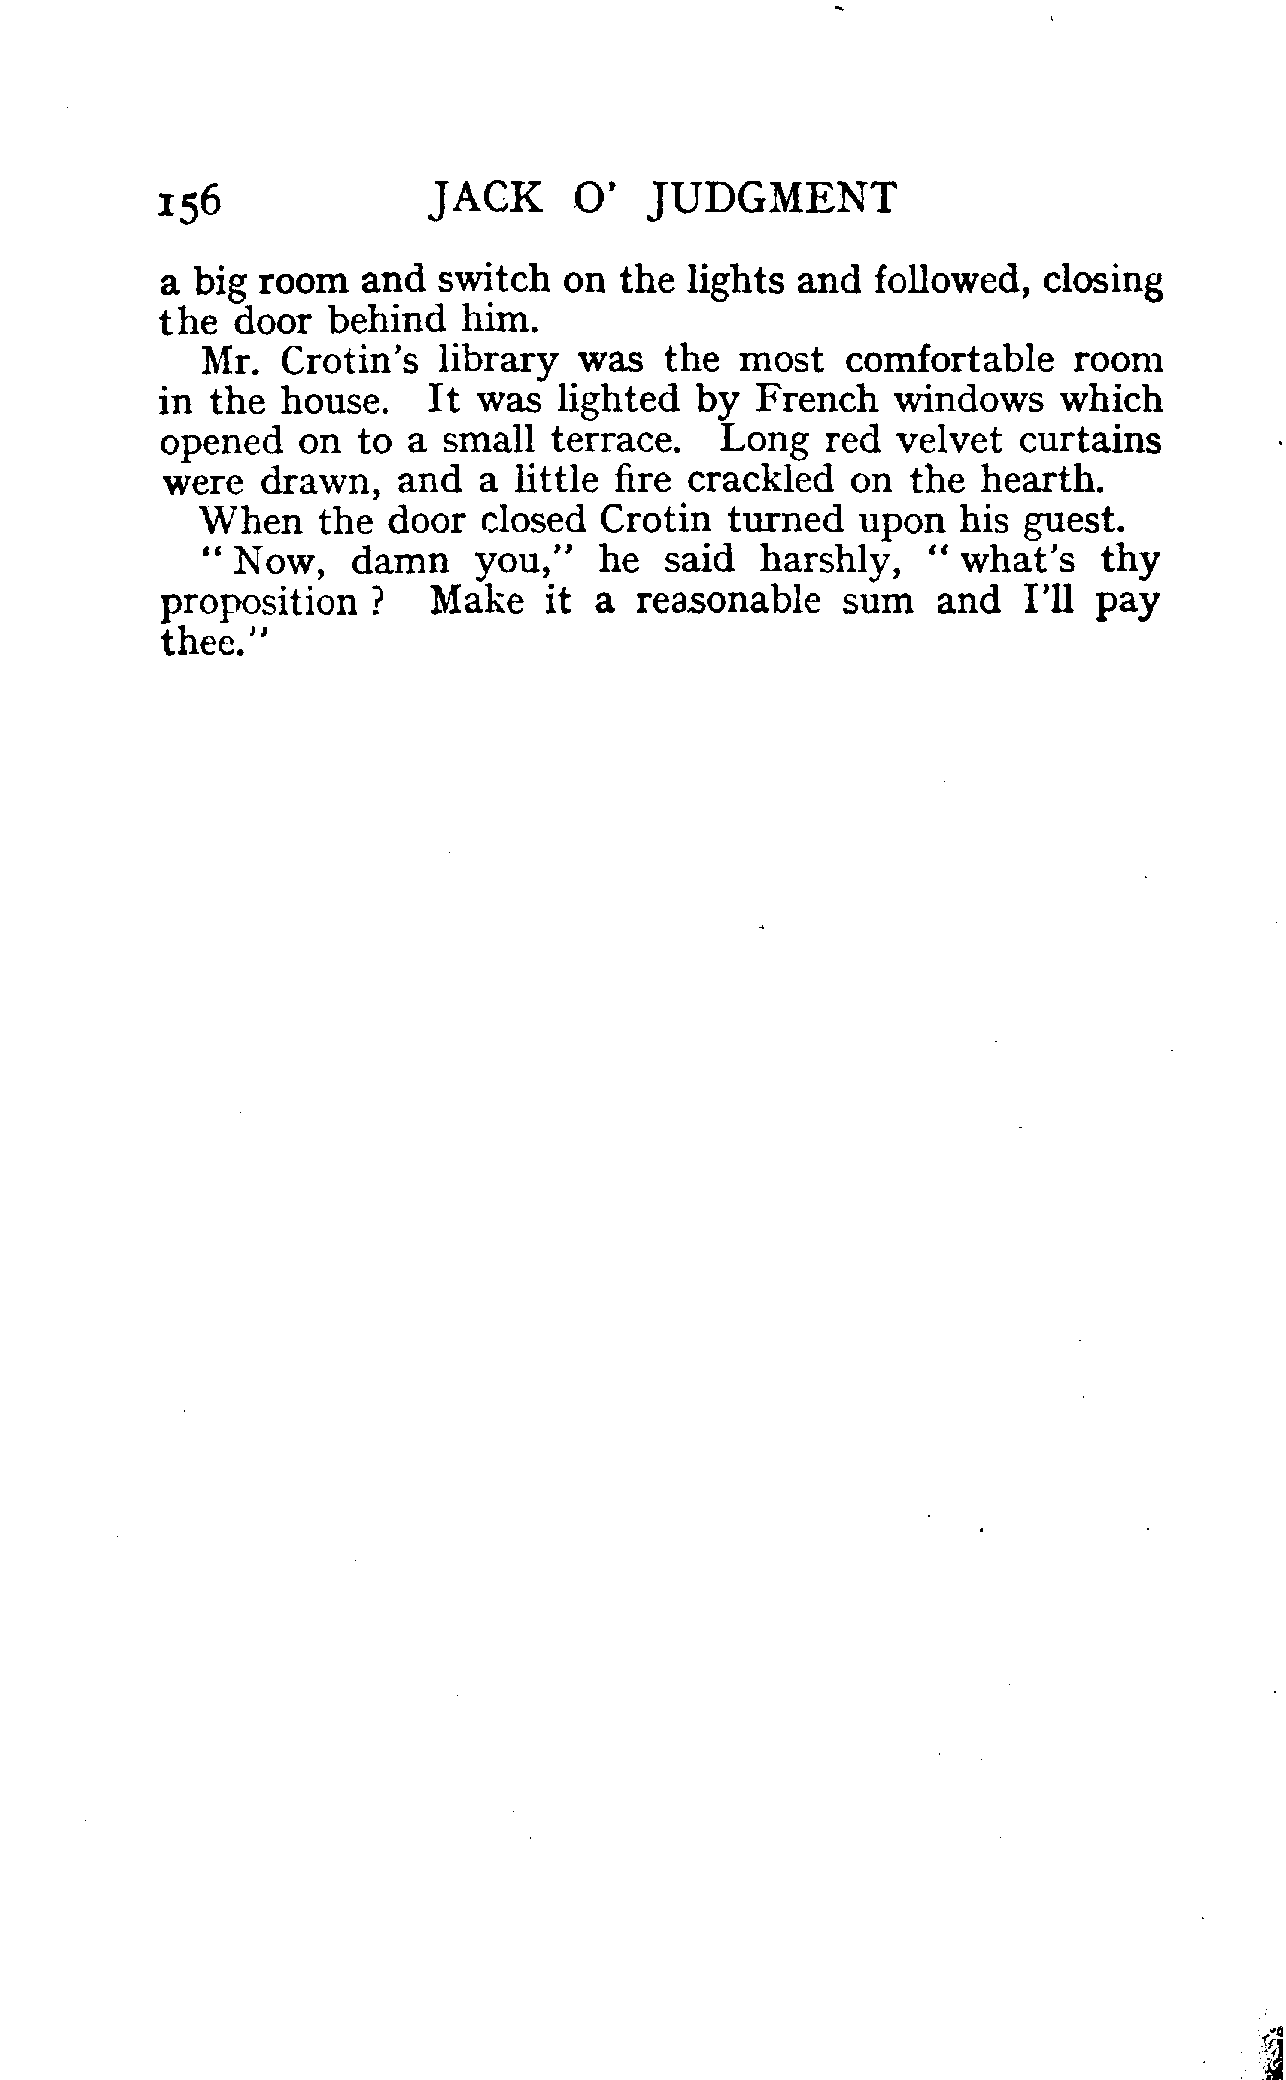 156 JACK O' JUDGMENT
a big room and switch on the lights and followed, closing
the door behind him.
Mr. Crotin's library was the most comfortable room
in the house. It was lighted by French windows which
opened on to a small terrace. Long red velvet curtains
were drawn, and a little fire crackled on the hearth.
When the door closed Crotin turned upon his guest.
" Now, damn you," he said harshly, " what's thy
proposition ? Make it a reasonable sum and I'll pay
thee."